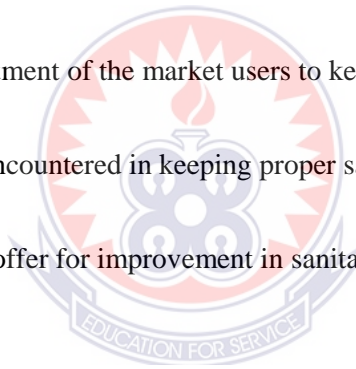 ment of the market users to ke
ncountered in keeping proper s
offer for improvement in sanita
EDUCATION FOR SERVICE